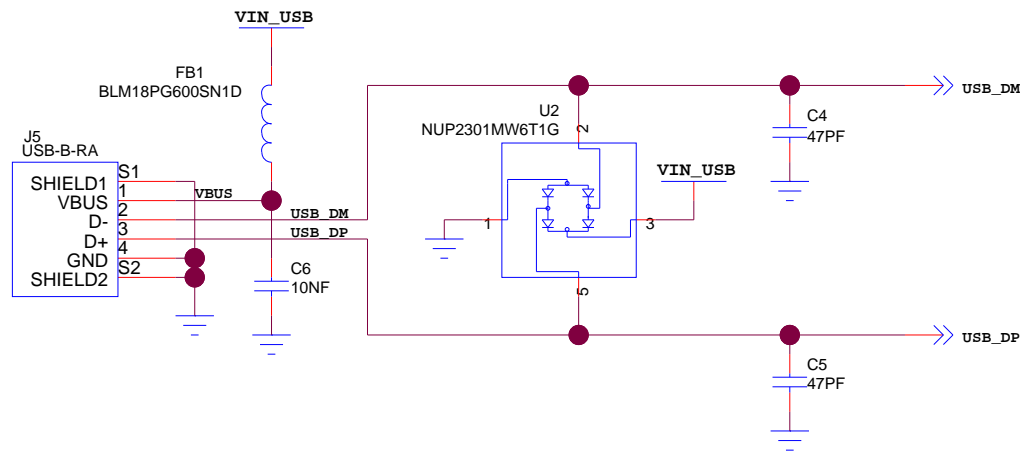 VIN_USB
FB1
BLM18PG600SN1D
USB_DM
C4
47PF
U2
NUP2301MW6T1G
2
VIN_USB
1
3
5
J5
USB-B-RA
SHIELD1
S1
VBUS
1
VBUS
D-
2
USB_DM
D+
3
USB_DP
GND
4
SHIELD2
S2
C6
10NF
USB_DP
C5
47PF